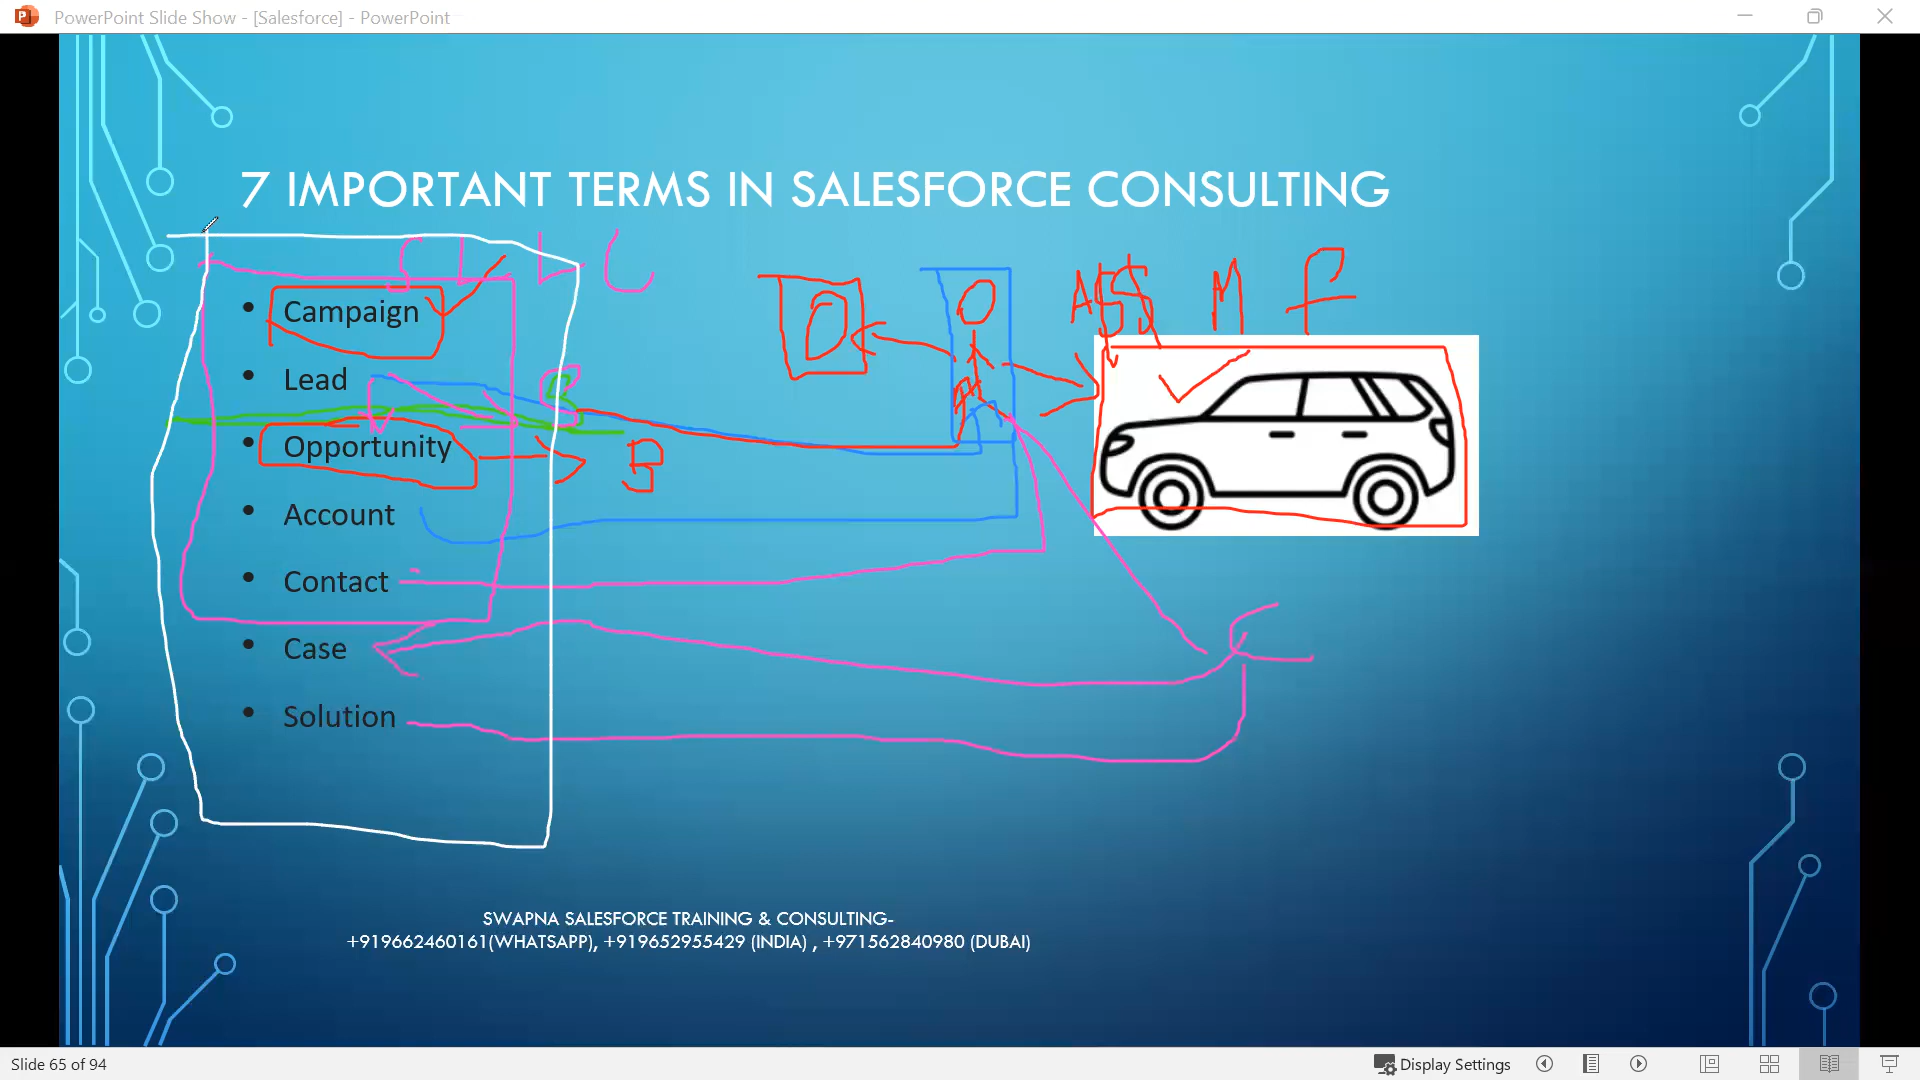 PowerPoint Slide Show - [Salesforce] - PowerPoint
7 IMPORTANT TERMS IN SALESFORCE CONSULTING
• Campaign
• Lead
• Opportunity
• Account
• Contact
• Case
• Solution
B
A$$ M F
SWAPNA SALESFORCE TRAINING & CONSULTING-
+919662460161(WHATSAPP), +919652955429 (INDIA) , +971562840980 (DUBAI)
Slide 65 of 94
Display Settings